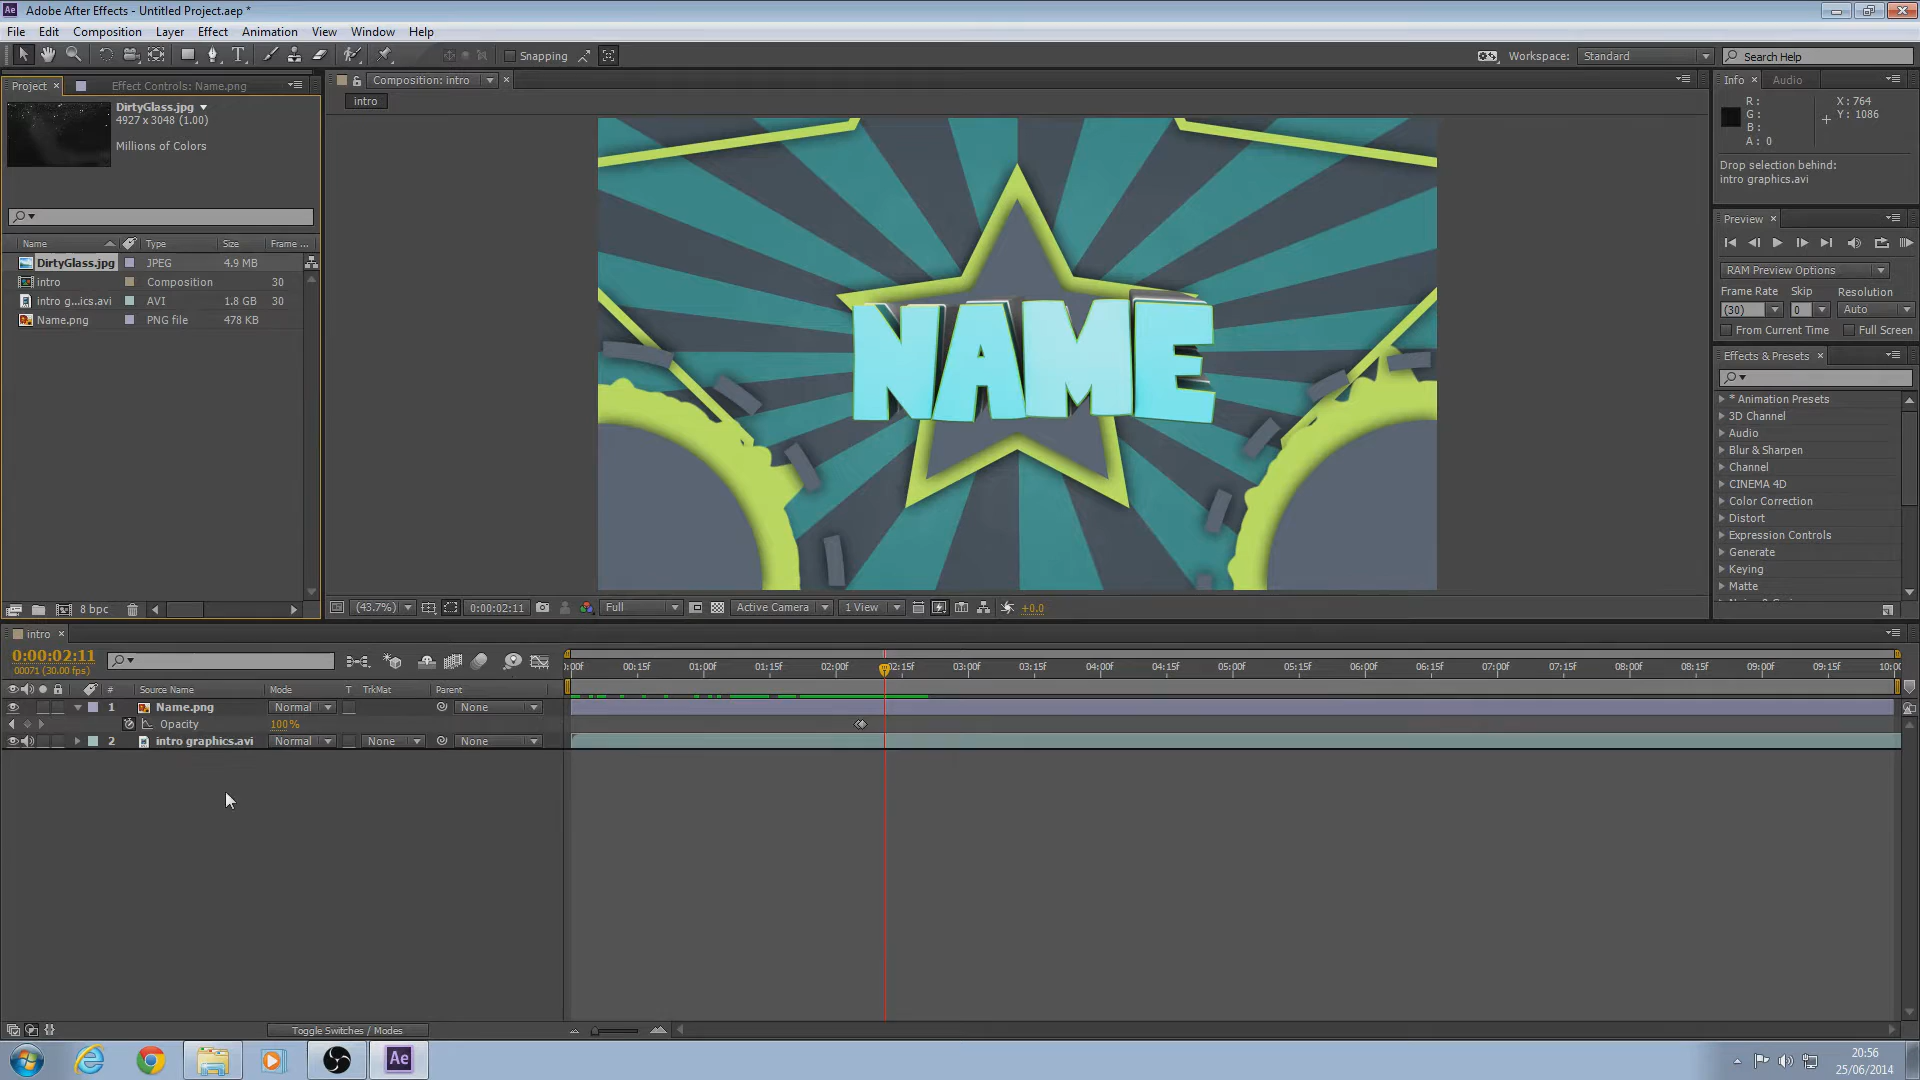 Adobe After Effects - Untitled Project.aep *
File Edit Composition Layer Effect Animation View Window Help
Snapping
Workspace: Standard
Search Help
Project
Effect Controls: Name.png
DirtyGlass.jpg
4927 x 3048 (1.00)
Millions of Colors
Name Type Size Frame ...
DirtyGlass.jpg JPEG 4.9 MB
intro Composition 30
intro g...ics.avi AVI 1.8 GB 30
Name.png PNG file 478 KB
8 bpc
Composition: intro
intro
NAME
(43.7%) 0:00:02:11 Full Active Camera 1 View +0.0
Info Audio
R: X: 764
G: Y: 1086
B:
A: 0
Drop selection behind:
intro graphics.avi
Preview
RAM Preview Options
Frame Rate Skip Resolution
(30) 0 Auto
From Current Time Full Screen
Effects & Presets
* Animation Presets
3D Channel
Audio
Blur & Sharpen
Channel
CINEMA 4D
Color Correction
Distort
Expression Controls
Generate
Keying
Matte
intro
0:00:02:11
00071 (30.00 fps)
:00f 00:15f 01:00f 01:15f 02:00f 02:15f 03:00f 03:15f 04:00f 04:15f 05:00f 05:15f 06:00f 06:15f 07:00f 07:15f 08:00f 08:15f 09:00f 09:15f 10:00
# Source Name Mode T TrkMat Parent
1 Name.png Normal None
Opacity 100%
2 intro graphics.avi Normal None None
Toggle Switches / Modes
Ae
20:56
25/06/2014